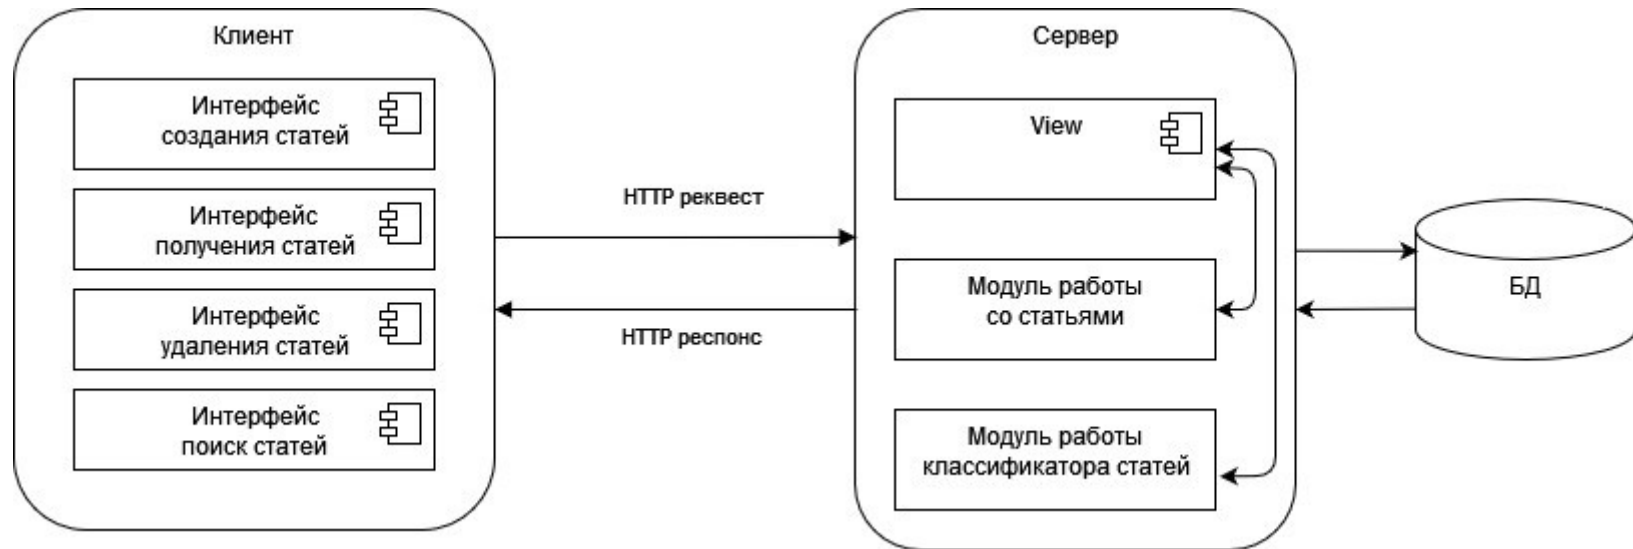 Клиент
Интерфейс
создания статей
Интерфейс
получения статей
Интерфейс
удаления статей
Интерфейс
поиск статей
HTTP реквест
HTTP респонс
Сервер
View
Модуль работы
со статьями
Модуль работы
классификатора статей
БД